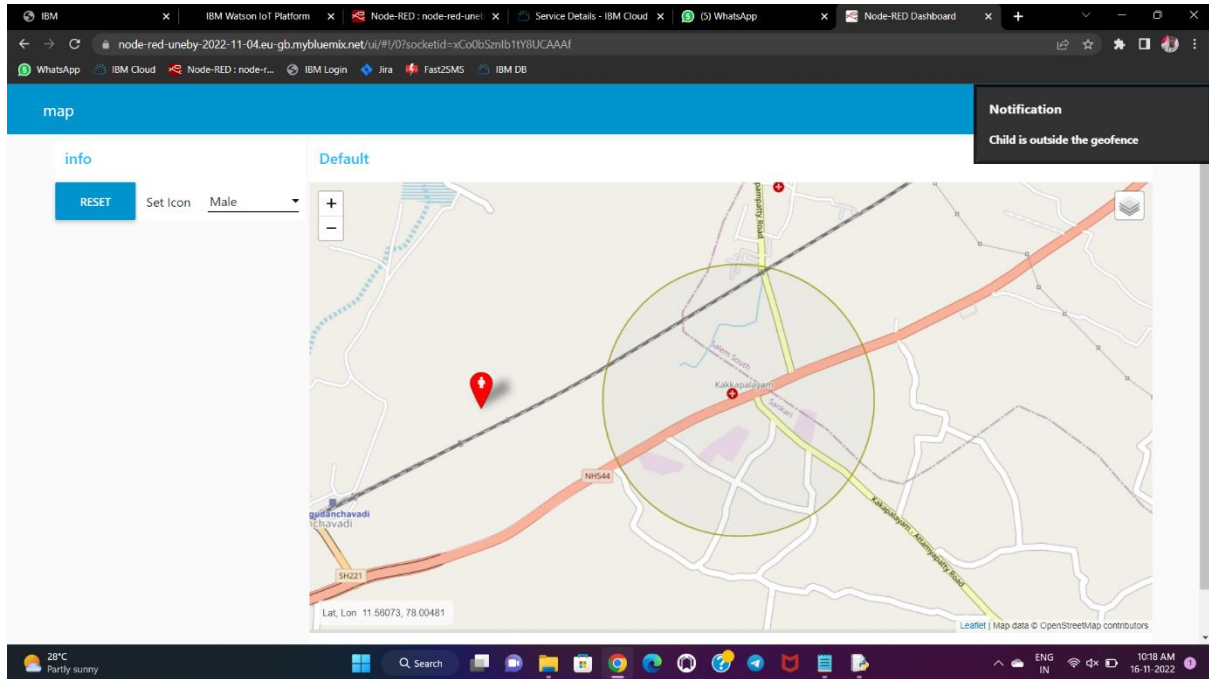 IBM
IBM Watson IoT Platform
Node-RED : node-red-uneb
Service Details - IBM Cloud
(5) WhatsApp
Node-RED Dashboard
node-red-uneby-2022-11-04.eu-gb.mybluemix.net/ui/#!/0?socketid=xCo0bSznIb1tY8UCAAAf
WhatsApp
IBM Cloud
Node-RED : node-r...
IBM Login
Jira
Fast2SMS
IBM DB
map
Notification
Child is outside the geofence
info
Default
RESET
Set Icon
Male
+
−
Road
Salem South
Kakkapalayam
Sankari
NH544
chavadi
SH221
Kakapalayam - Attamyapatty Road
Lat, Lon 11.56073, 78.00481
Leaflet | Map data © OpenStreetMap contributors
28°C
Partly sunny
Search
ENG
IN
10:18 AM
16-11-2022
1